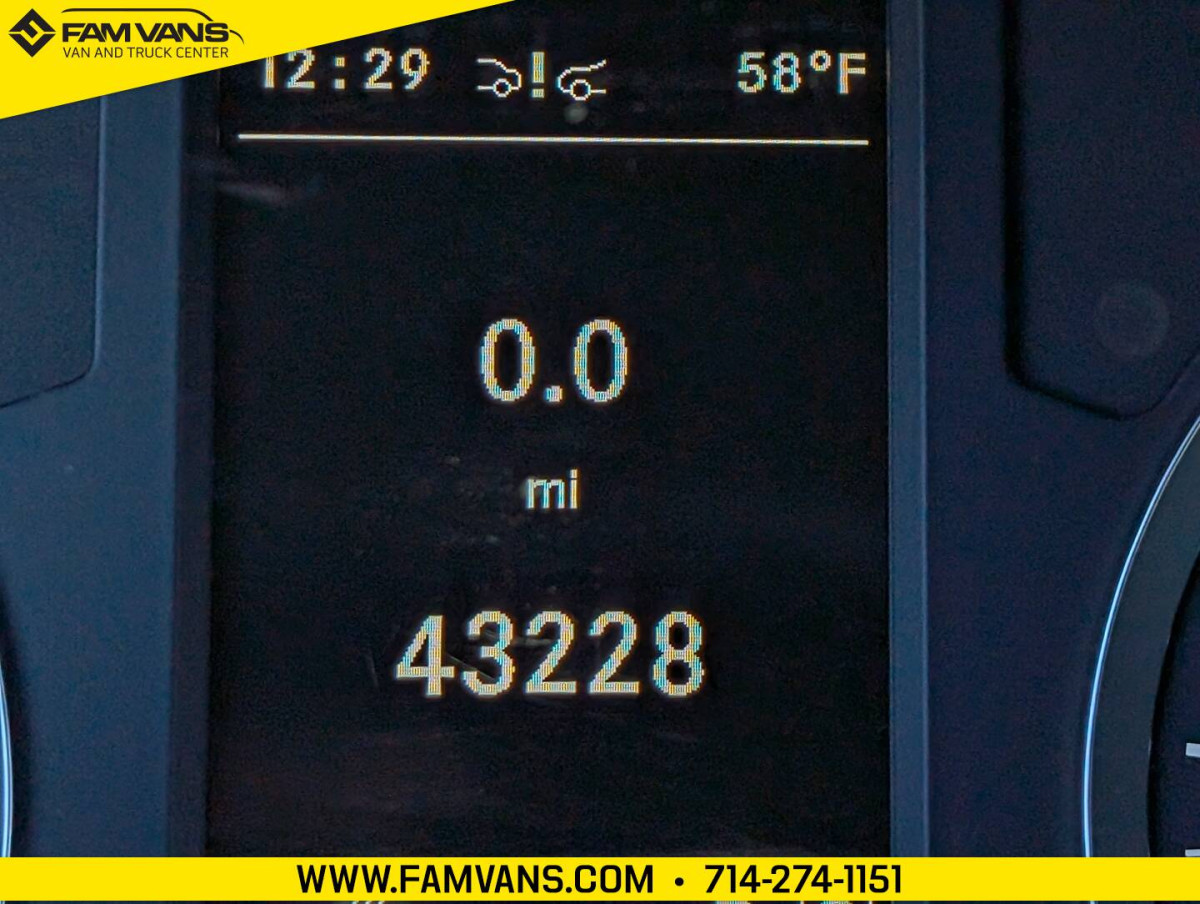 FAM VANS
VAN AND TRUCK CENTER
12:29 ! 58°F
0.0
mi
43228
WWW.FAMVANS.COM • 714-274-1151